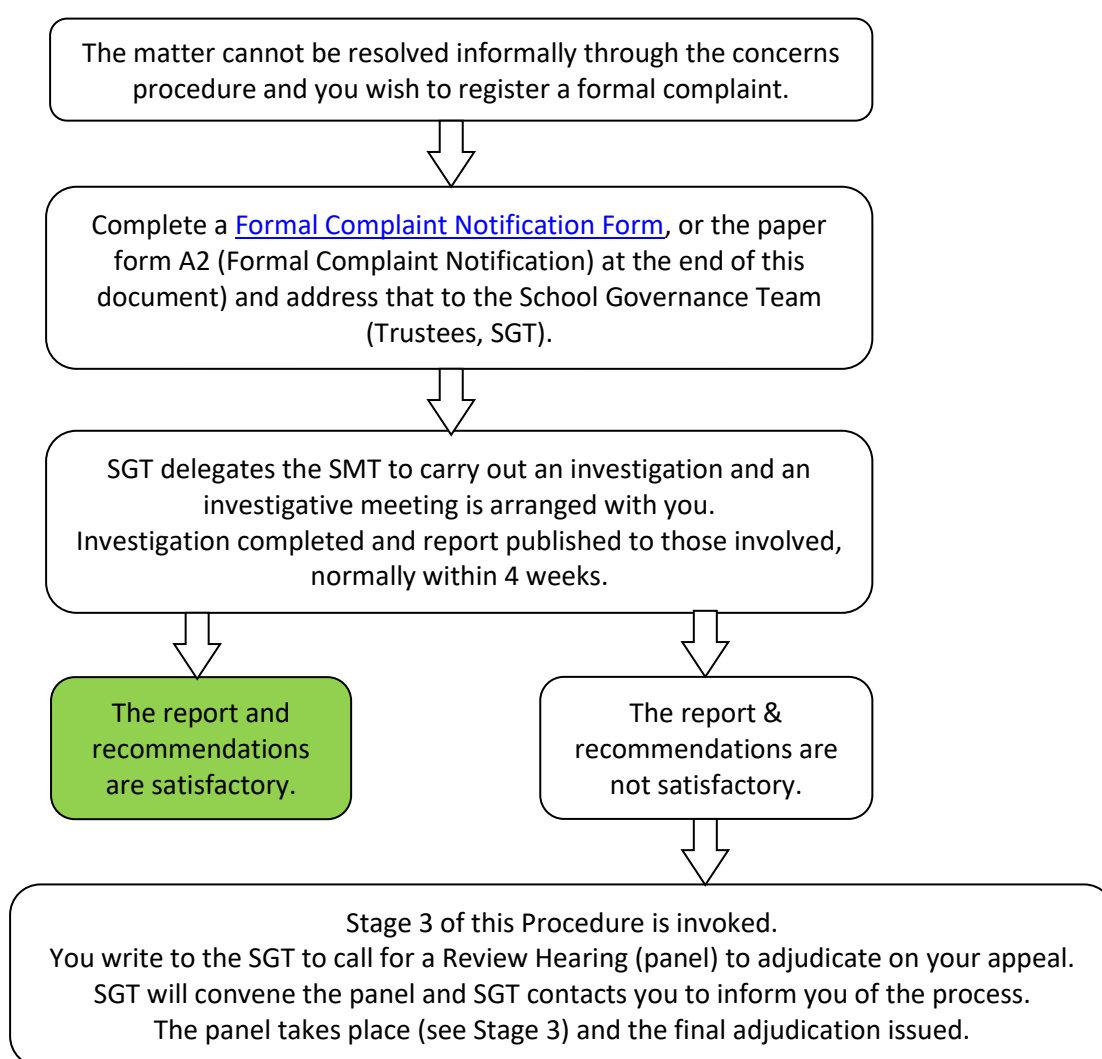 The matter cannot be resolved informally through the concerns
procedure and you wish to register a formal complaint.
Complete a Formal Complaint Notification Form, or the paper
form A2 (Formal Complaint Notification) at the end of this
document) and address that to the School Governance Team
(Trustees, SGT).
SGT delegates the SMT to carry out an investigation and an
investigative meeting is arranged with you.
Investigation completed and report published to those involved,
normally within 4 weeks.
The report and
recommendations
are satisfactory.
The report &
recommendations are
not satisfactory.
Stage 3 of this Procedure is invoked.
You write to the SGT to call for a Review Hearing (panel) to adjudicate on your appeal.
SGT will convene the panel and SGT contacts you to inform you of the process.
The panel takes place (see Stage 3) and the final adjudication issued.